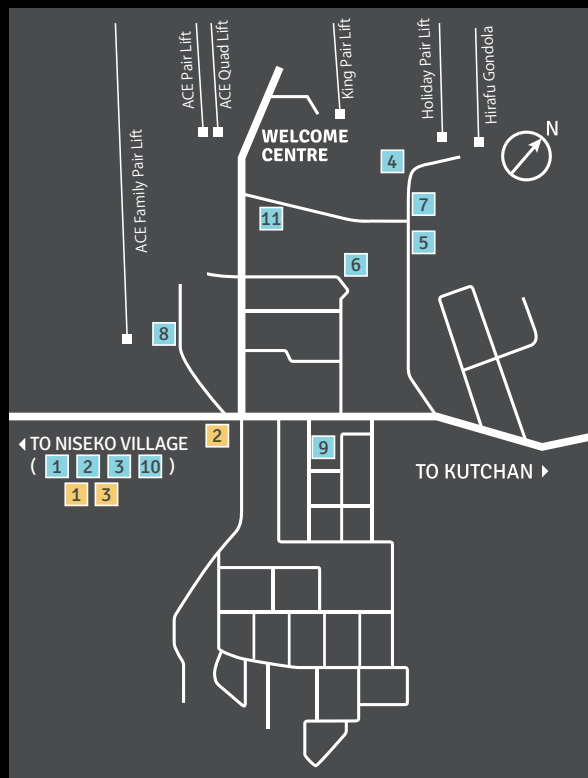 ACE Family Pair Lift
ACE Pair Lift
ACE Quad Lift
King Pair Lift
Holiday Pair Lift
Hirafu Gondola
N
WELCOME
CENTRE
4
7
11
5
6
8
2
TO NISEKO VILLAGE
( 1 2 3 10 )
1 3
9
TO KUTCHAN